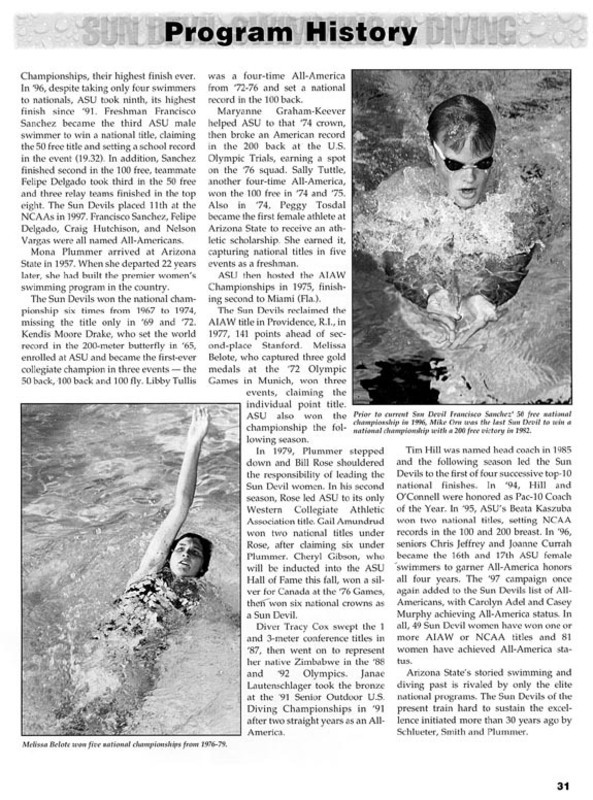 SUN DEVIL SWIMMING & DIVING
Program History
Championships, their highest finish ever.
In '96, despite taking only four swimmers
to nationals, ASU took ninth, its highest
finish since '91. Freshman Francisco
Sanchez became the third ASU male
swimmer to win a national title, claiming
the 50 free title and setting a school record
in the event (19.32). In addition, Sanchez
finished second in the 100 free, teammate
Felipe Delgado took third in the 50 free
and three relay teams finished in the top
eight. The Sun Devils placed 11th at the
NCAAs in 1997. Francisco Sanchez, Felipe
Delgado, Craig Hutchison, and Nelson
Vargas were all named All-Americans.
Mona Plummer arrived at Arizona
State in 1957. When she departed 22 years
later, she had built the premier women's
swimming program in the country.
The Sun Devils won the national cham-
pionship six times from 1967 to 1974,
missing the title only in '69 and '72.
Kendis Moore Drake, who set the world
record in the 200-meter butterfly in '65,
enrolled at ASU and became the first-ever
collegiate champion in three events — the
50 back, 100 back and 100 fly. Libby Tullis
was a four-time All-America
from '72-76 and set a national
record in the 100 back.
Maryanne Graham-Keever
helped ASU to that '74 crown,
then broke an American record
in the 200 back at the U.S.
Olympic Trials, earning a spot
on the '76 squad. Sally Tuttle,
another four-time All-America,
won the 100 free in '74 and '75.
Also in '74, Peggy Tosdal
became the first female athlete at
Arizona State to receive an ath-
letic scholarship. She earned it,
capturing national titles in five
events as a freshman.
ASU then hosted the AIAW
Championships in 1975, finish-
ing second to Miami (Fla.).
The Sun Devils reclaimed the
AIAW title in Providence, R.I., in
1977, 141 points ahead of sec-
ond-place Stanford. Melissa
Belote, who captured three gold
medals at the '72 Olympic
Games in Munich, won three
events, claiming the
individual point title.
ASU also won the
championship the fol-
lowing season.
In 1979, Plummer stepped
down and Bill Rose shouldered
the responsibility of leading the
Sun Devil women. In his second
season, Rose led ASU to its only
Western Collegiate Athletic
Association title. Gail Amundrud
won two national titles under
Rose, after claiming six under
Plummer. Cheryl Gibson, who
will be inducted into the ASU
Hall of Fame this fall, won a sil-
ver for Canada at the '76 Games,
then won six national crowns as
a Sun Devil.
Diver Tracy Cox swept the 1
and 3-meter conference titles in
'87, then went on to represent
her native Zimbabwe in the '88
and '92 Olympics. Janae
Lautenschlager took the bronze
at the '91 Senior Outdoor U.S.
Diving Championships in '91
after two straight years as an All-
America.
Prior to current Sun Devil Francisco Sanchez' 50 free national
championship in 1996, Mike Orn was the last Sun Devil to win a
national championship with a 200 free victory in 1982.
Tim Hill was named head coach in 1985
and the following season led the Sun
Devils to the first of four successive top-10
national finishes. In '94, Hill and
O'Connell were honored as Pac-10 Coach
of the Year. In '95, ASU's Beata Kaszuba
won two national titles, setting NCAA
records in the 100 and 200 breast. In '96,
seniors Chris Jeffrey and Joanne Currah
became the 16th and 17th ASU female
swimmers to garner All-America honors
all four years. The '97 campaign once
again added to the Sun Devils list of All-
Americans, with Carolyn Adel and Casey
Murphy achieving All-America status. In
all, 49 Sun Devil women have won one or
more AIAW or NCAA titles and 81
women have achieved All-America sta-
tus.
Arizona State's storied swimming and
diving past is rivaled by only the elite
national programs. The Sun Devils of the
present train hard to sustain the excel-
lence initiated more than 30 years ago by
Schlueter, Smith and Plummer.
Melissa Belote won five national championships from 1976-79.
31